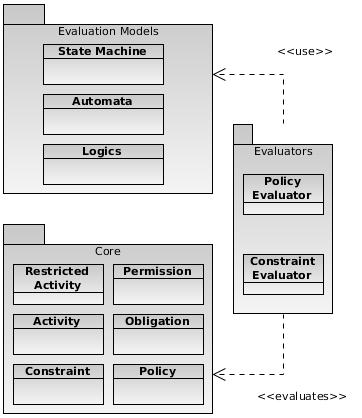 Evaluation Models
State Machine
Automata
Logics
<<use>>
Evaluators
Policy
Evaluator
Constraint
Evaluator
Core
Restricted
Activity
Permission
Activity
Obligation
Constraint
Policy
<<evaluates>>